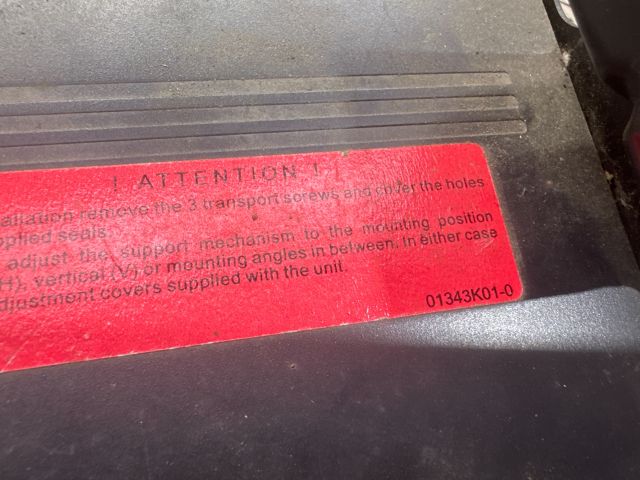 ! ATTENTION !
allation remove the 3 transport screws and cover the holes
pplied seals.
adjust the support mechanism to the mounting position
H), vertical (V) or mounting angles in between. In either case
djustment covers supplied with the unit.
01343K01-0